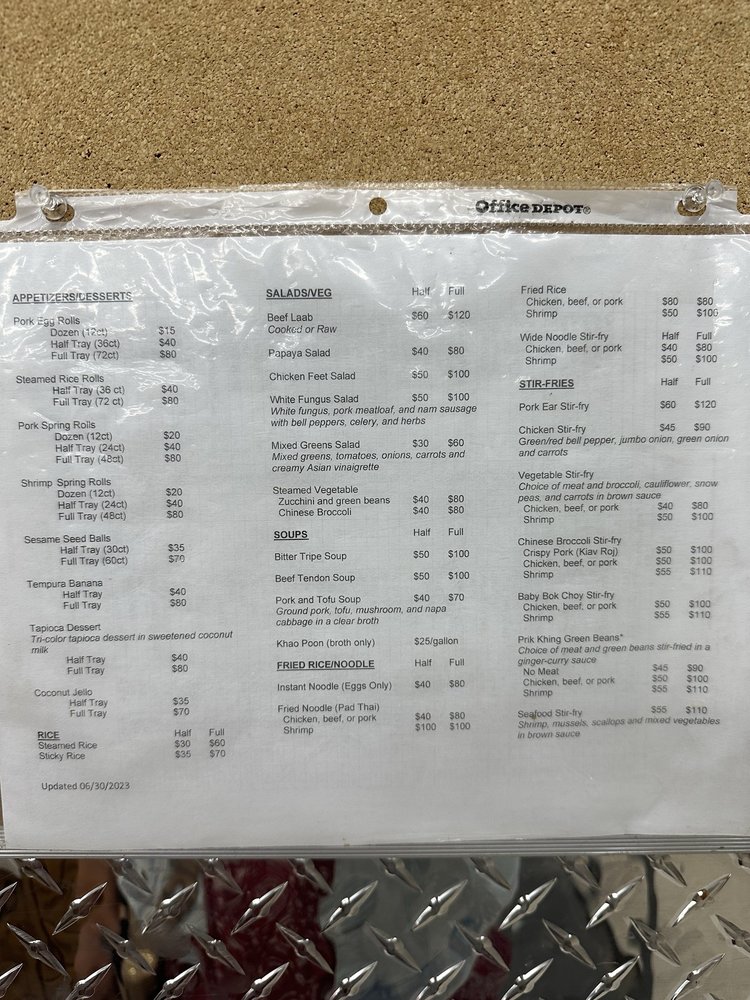 Office DEPOT®
APPETIZERS/DESSERTS
Pork Egg Rolls
Dozen (12ct) $15
Half Tray (36ct) $40
Full Tray (72ct) $80
Steamed Rice Rolls
Half Tray (36 ct) $40
Full Tray (72 ct) $80
Pork Spring Rolls
Dozen (12ct) $20
Half Tray (24ct) $40
Full Tray (48ct) $80
Shrimp Spring Rolls
Dozen (12ct) $20
Half Tray (24ct) $40
Full Tray (48ct) $80
Sesame Seed Balls
Half Tray (30ct) $35
Full Tray (60ct) $70
Tempura Banana
Half Tray $40
Full Tray $80
Tapioca Dessert
Tri-color tapioca dessert in sweetened coconut
milk
Half Tray $40
Full Tray $80
Coconut Jello
Half Tray $35
Full Tray $70
RICE Half Full
Steamed Rice $30 $60
Sticky Rice $35 $70
Updated 06/30/2023
SALADS/VEG Half Full
Beef Laab $60 $120
Cooked or Raw
Papaya Salad $40 $80
Chicken Feet Salad $50 $100
White Fungus Salad $50 $100
White fungus, pork meatloaf, and nam sausage
with bell peppers, celery, and herbs
Mixed Greens Salad $30 $60
Mixed greens, tomatoes, onions, carrots and
creamy Asian vinaigrette
Steamed Vegetable
Zucchini and green beans $40 $80
Chinese Broccoli $40 $80
SOUPS Half Full
Bitter Tripe Soup $50 $100
Beef Tendon Soup $50 $100
Pork and Tofu Soup $40 $70
Ground pork, tofu, mushroom, and napa
cabbage in a clear broth
Khao Poon (broth only) $25/gallon
FRIED RICE/NOODLE Half Full
Instant Noodle (Eggs Only) $40 $80
Fried Noodle (Pad Thai)
Chicken, beef, or pork $40 $80
Shrimp $100 $100
Fried Rice
Chicken, beef, or pork $80 $80
Shrimp $50 $100
Wide Noodle Stir-fry Half Full
Chicken, beef, or pork $40 $80
Shrimp $50 $100
STIR-FRIES Half Full
Pork Ear Stir-fry $60 $120
Chicken Stir-fry $45 $90
Green/red bell pepper, jumbo onion, green onion
and carrots
Vegetable Stir-fry
Choice of meat and broccoli, cauliflower, snow
peas, and carrots in brown sauce
Chicken, beef, or pork $40 $80
Shrimp $50 $100
Chinese Broccoli Stir-fry
Crispy Pork (Kiav Roj) $50 $100
Chicken, beef, or pork $50 $100
Shrimp $55 $110
Baby Bok Choy Stir-fry
Chicken, beef, or pork $50 $100
Shrimp $55 $110
Prik Khing Green Beans*
Choice of meat and green beans stir-fried in a
ginger-curry sauce
No Meat $45 $90
Chicken, beef, or pork $50 $100
Shrimp $55 $110
Seafood Stir-fry $55 $110
Shrimp, mussels, scallops and mixed vegetables
in brown sauce